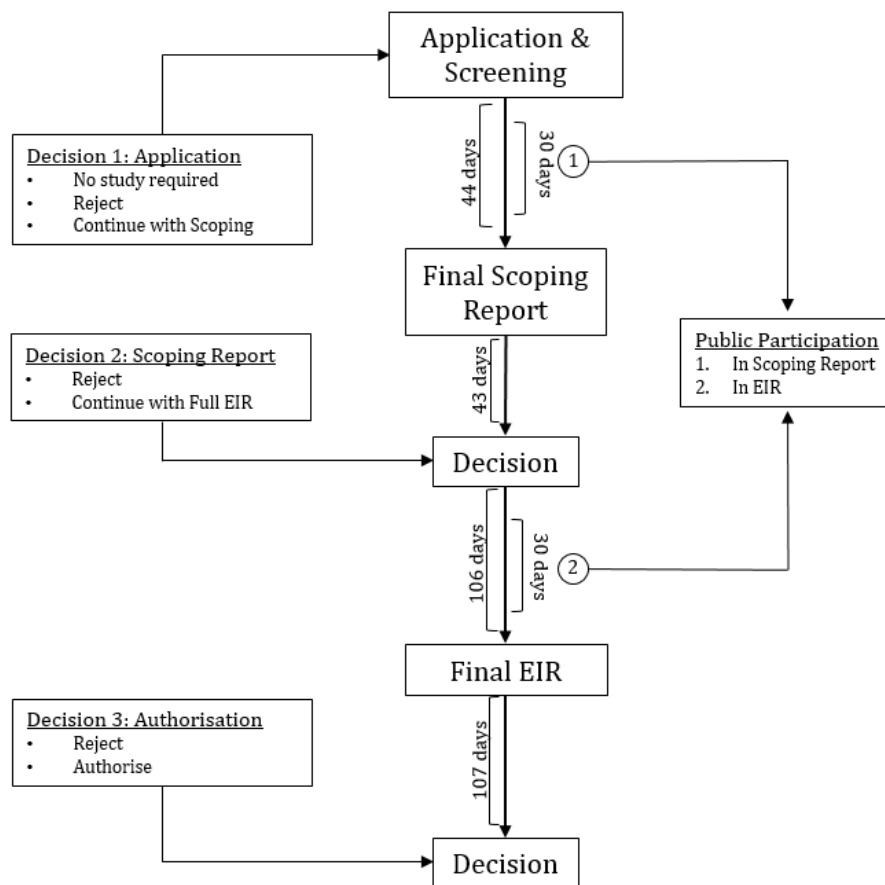 Application &
Screening
Decision 1: Application
• No study required
• Reject
• Continue with Scoping
44 days
30 days
1
Final Scoping
Report
Public Participation
1. In Scoping Report
2. In EIR
Decision 2: Scoping Report
• Reject
• Continue with Full EIR
43 days
Decision
106 days
30 days
2
Final EIR
Decision 3: Authorisation
• Reject
• Authorise
107 days
Decision